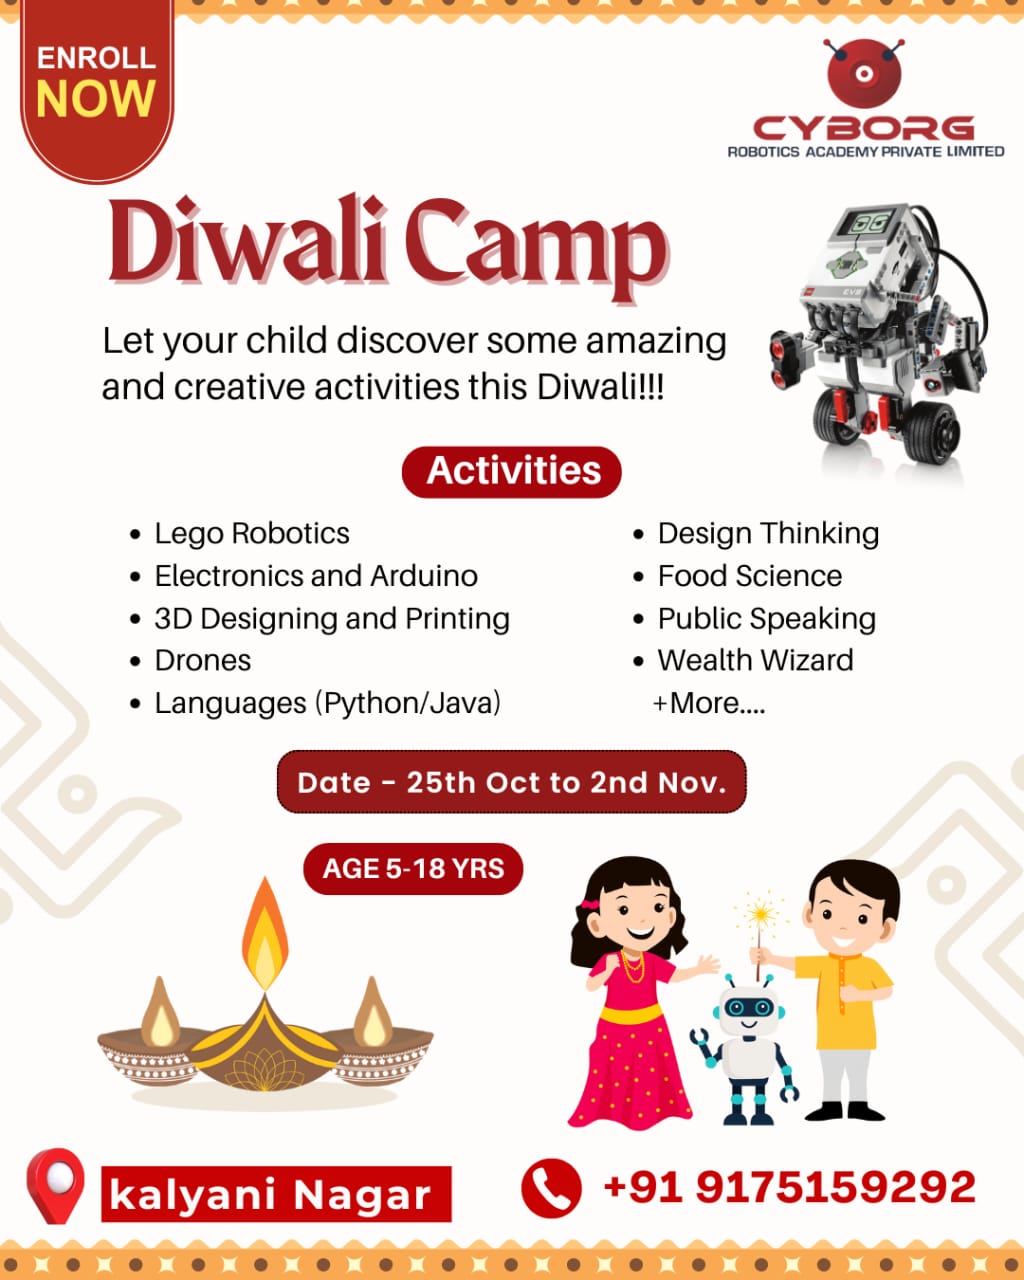 ENROLL
NOW
CYBORG
ROBOTICS ACADEMY PRIVATE LIMITED
Diwali Camp
Let your child discover some amazing
and creative activities this Diwali!!!
Activities
• Lego Robotics
• Electronics and Arduino
• 3D Designing and Printing
• Drones
• Languages (Python/Java)
• Design Thinking
• Food Science
• Public Speaking
• Wealth Wizard
+More....
Date - 25th Oct to 2nd Nov.
AGE 5-18 YRS
kalyani Nagar
+91 9175159292